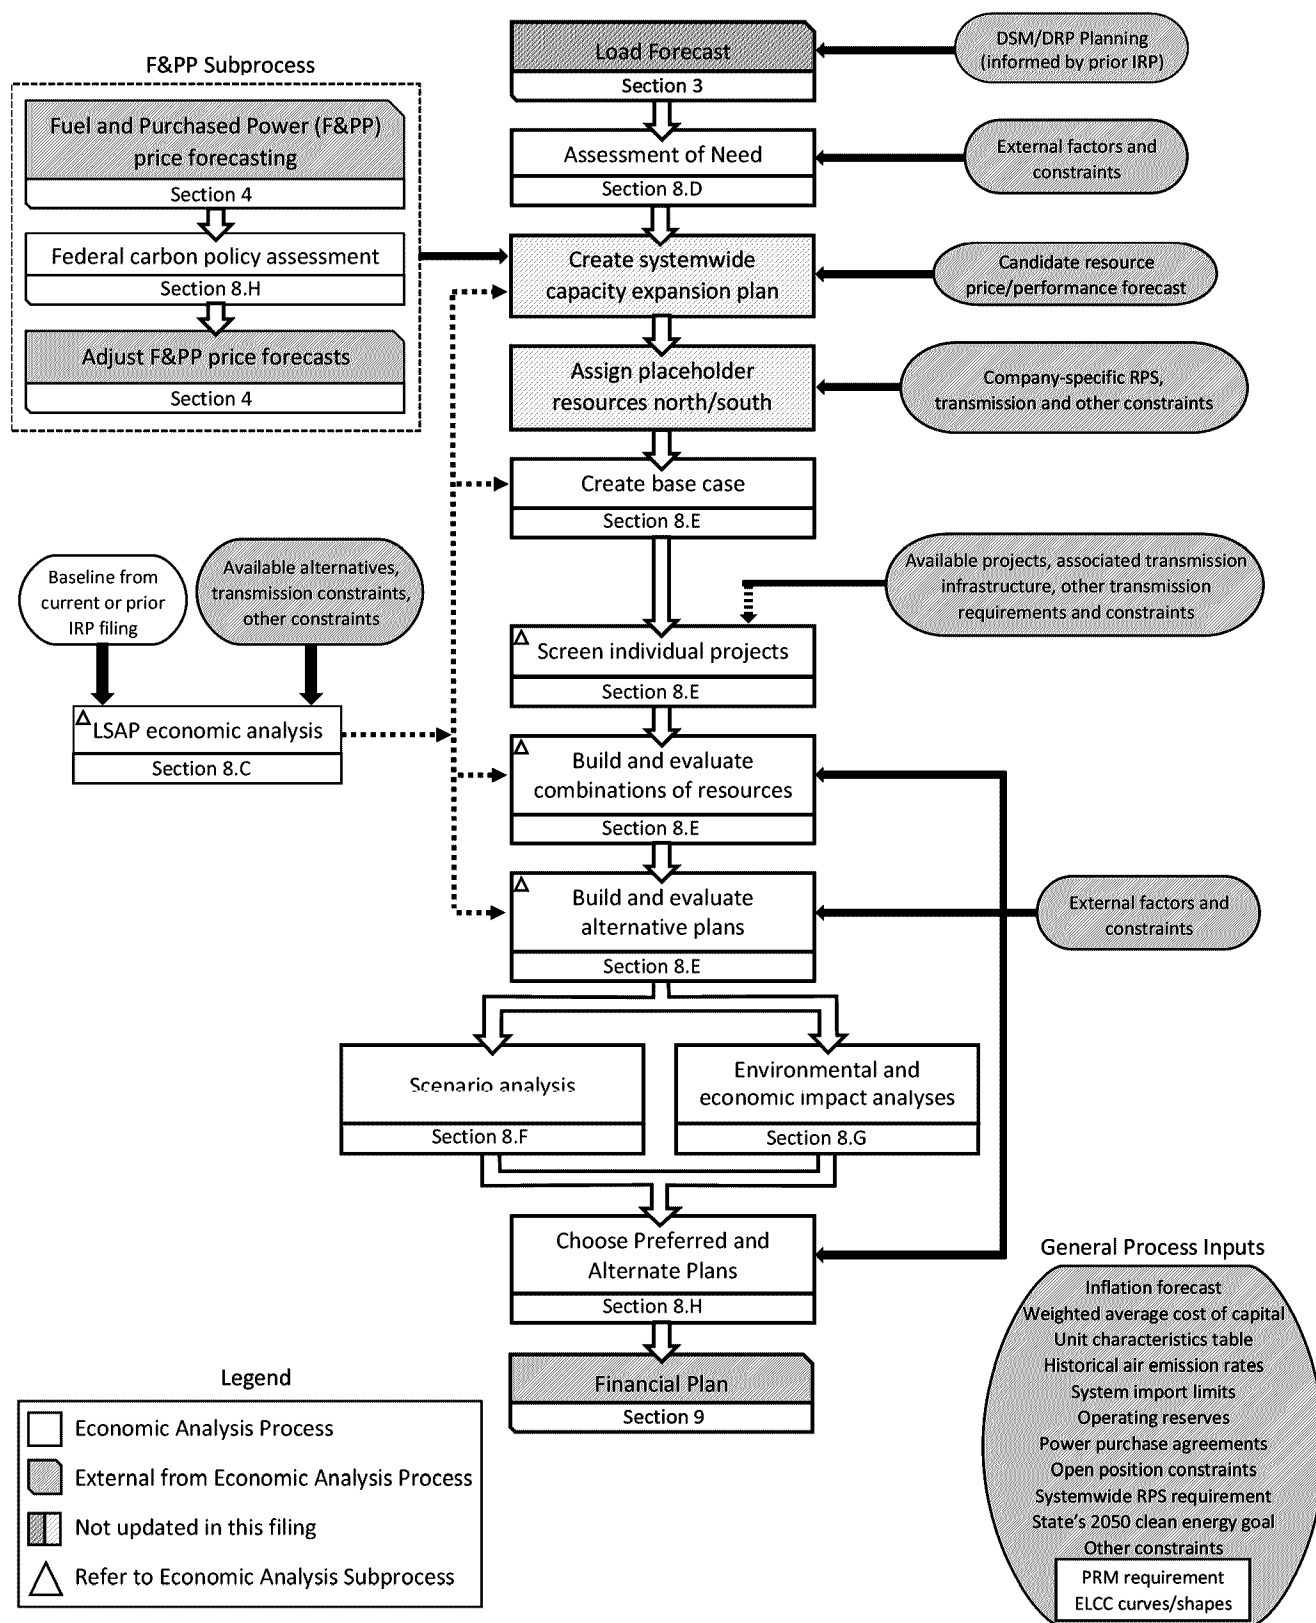 F&PP Subprocess
Fuel and Purchased Power (F&PP)
price forecasting
Section 4
Federal carbon policy assessment
Section 8.H
Adjust F&PP price forecasts
Section 4
Load Forecast
Section 3
DSM/DRP Planning
(informed by prior IRP)
Assessment of Need
Section 8.D
External factors and
constraints
Create systemwide
capacity expansion plan
Candidate resource
price/performance forecast
Assign placeholder
resources north/south
Company-specific RPS,
transmission and other constraints
Create base case
Section 8.E
Baseline from
current or prior
IRP filing
Available alternatives,
transmission constraints,
other constraints
LSAP economic analysis
Section 8.C
Available projects, associated transmission
infrastructure, other transmission
requirements and constraints
Screen individual projects
Section 8.E
Build and evaluate
combinations of resources
Section 8.E
Build and evaluate
alternative plans
Section 8.E
External factors and
constraints
Scenario analysis
Section 8.F
Environmental and
economic impact analyses
Section 8.G
Choose Preferred and
Alternate Plans
Section 8.H
Financial Plan
Section 9
Legend
Economic Analysis Process
External from Economic Analysis Process
Not updated in this filing
Refer to Economic Analysis Subprocess
General Process Inputs
Inflation forecast
Weighted average cost of capital
Unit characteristics table
Historical air emission rates
System import limits
Operating reserves
Power purchase agreements
Open position constraints
Systemwide RPS requirement
State's 2050 clean energy goal
Other constraints
PRM requirement
ELCC curves/shapes